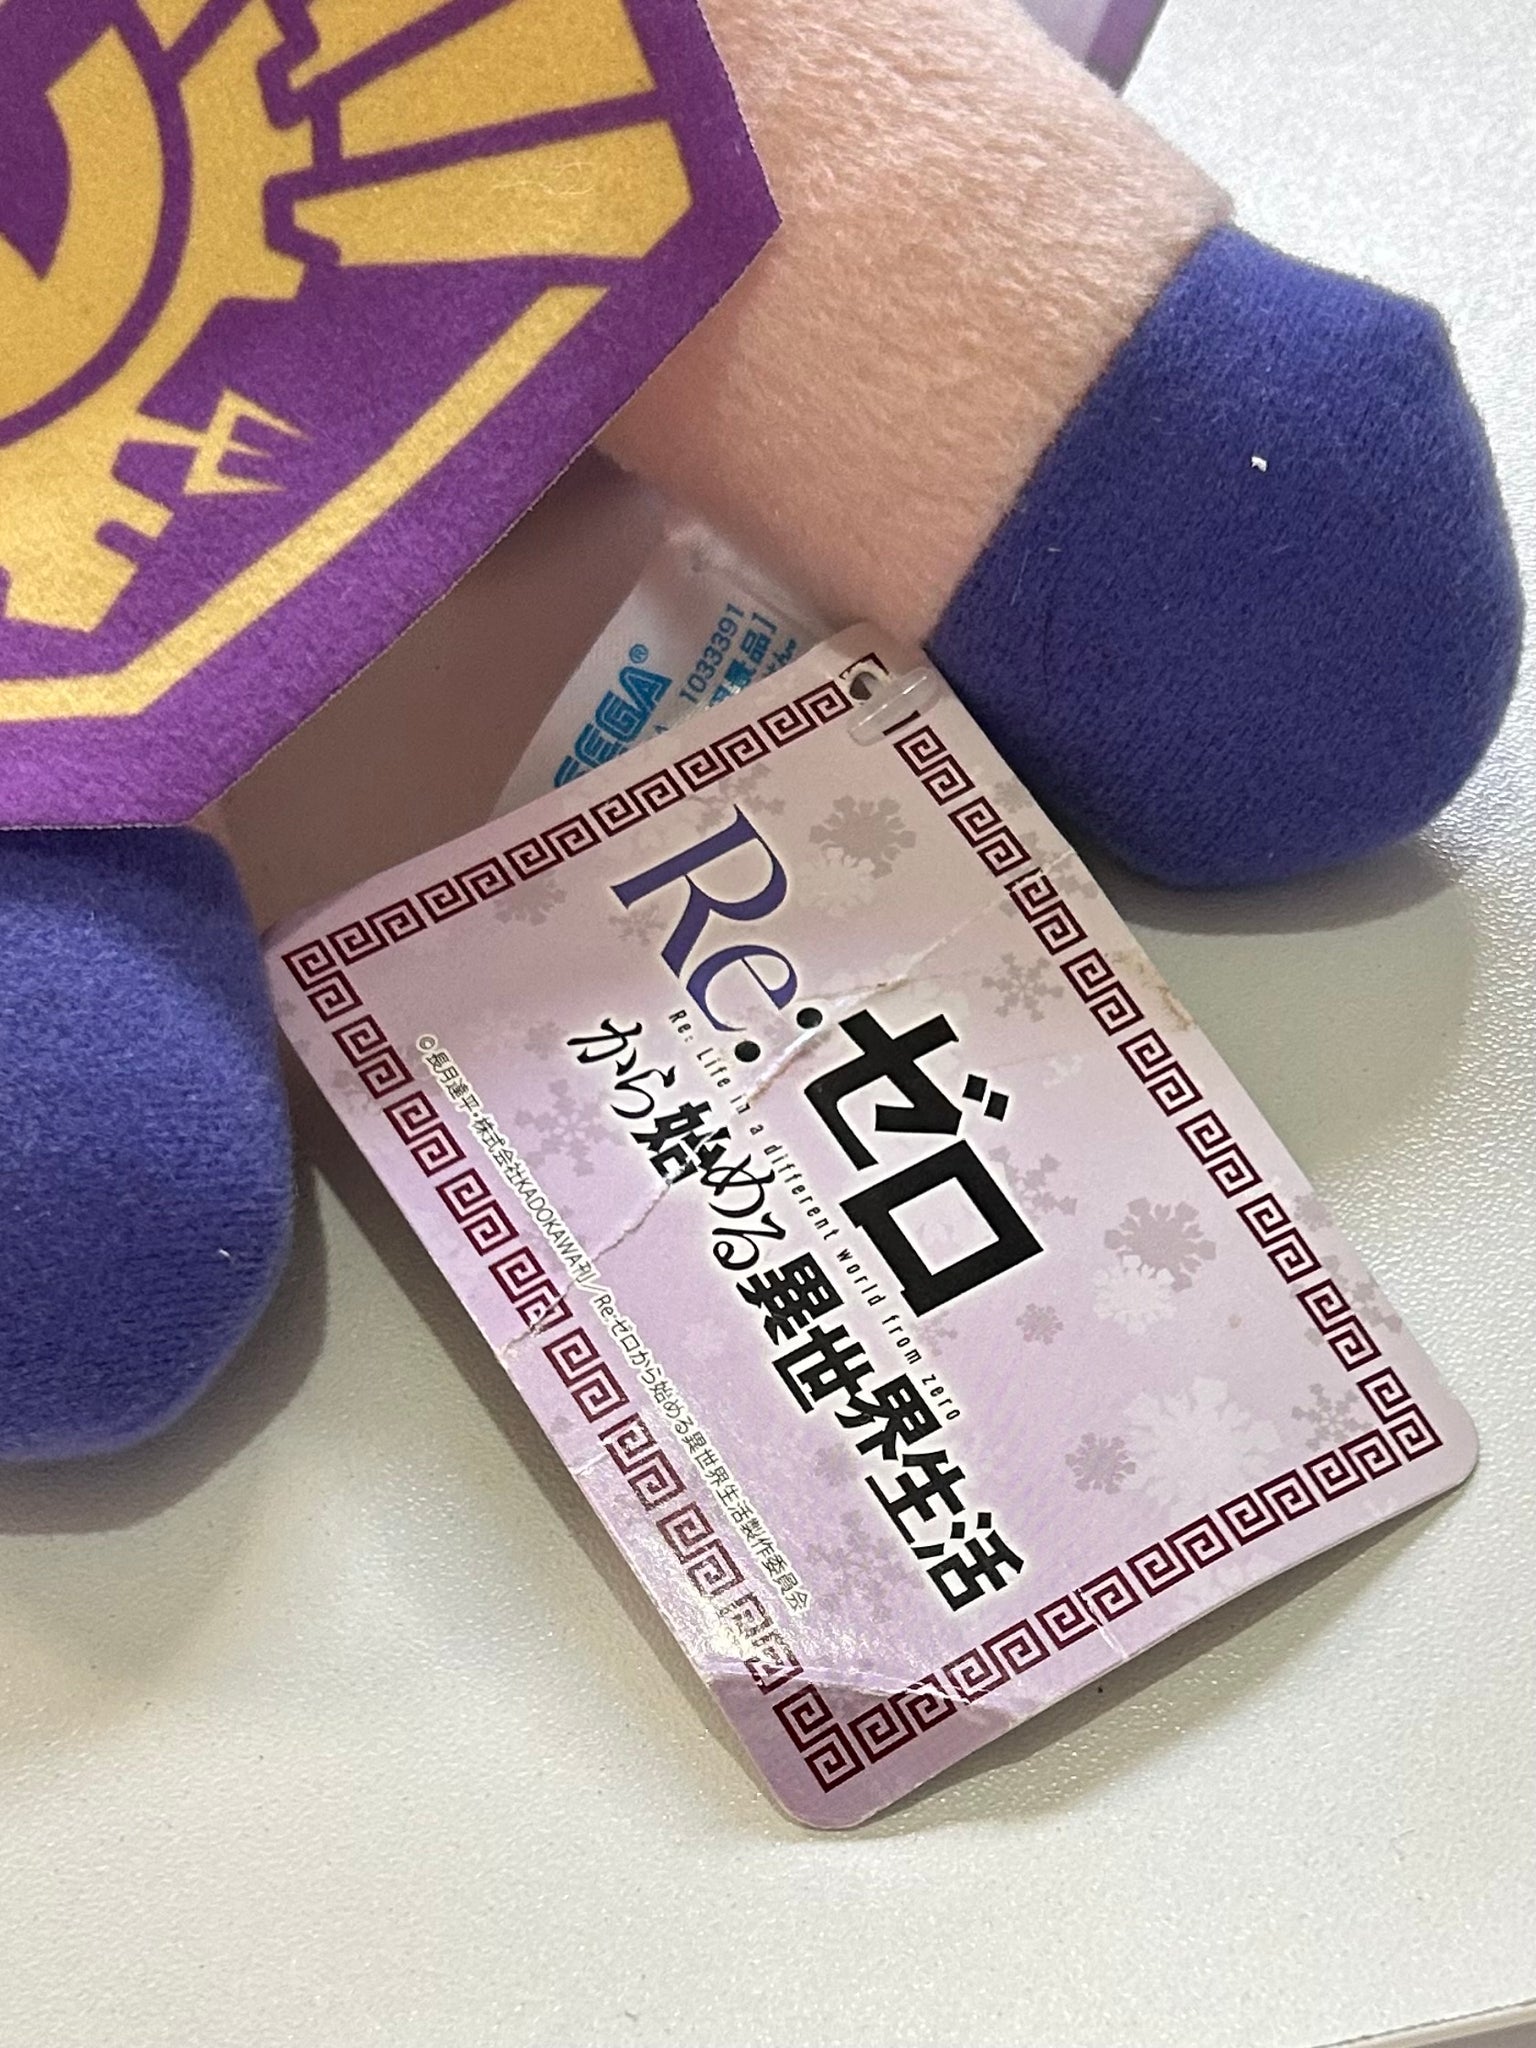 SEGA®
1033391
Re:ゼロ
Re: Life in a different world from zero
から始める異世界生活
©長月達平・株式会社KADOKAWA刊/Re:ゼロから始める異世界生活製作委員会